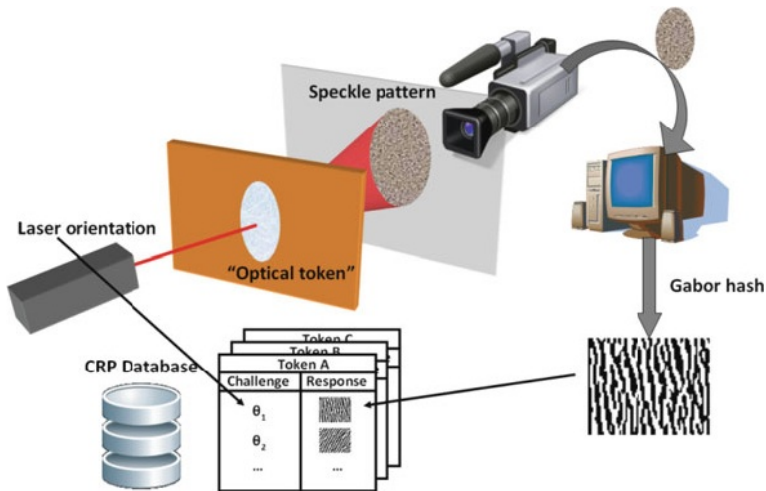 Speckle pattern
Laser orientation
“Optical token”
Gabor hash
CRP Database
Token C
Token B
Token A
Challenge Response
θ1
θ2
... ...